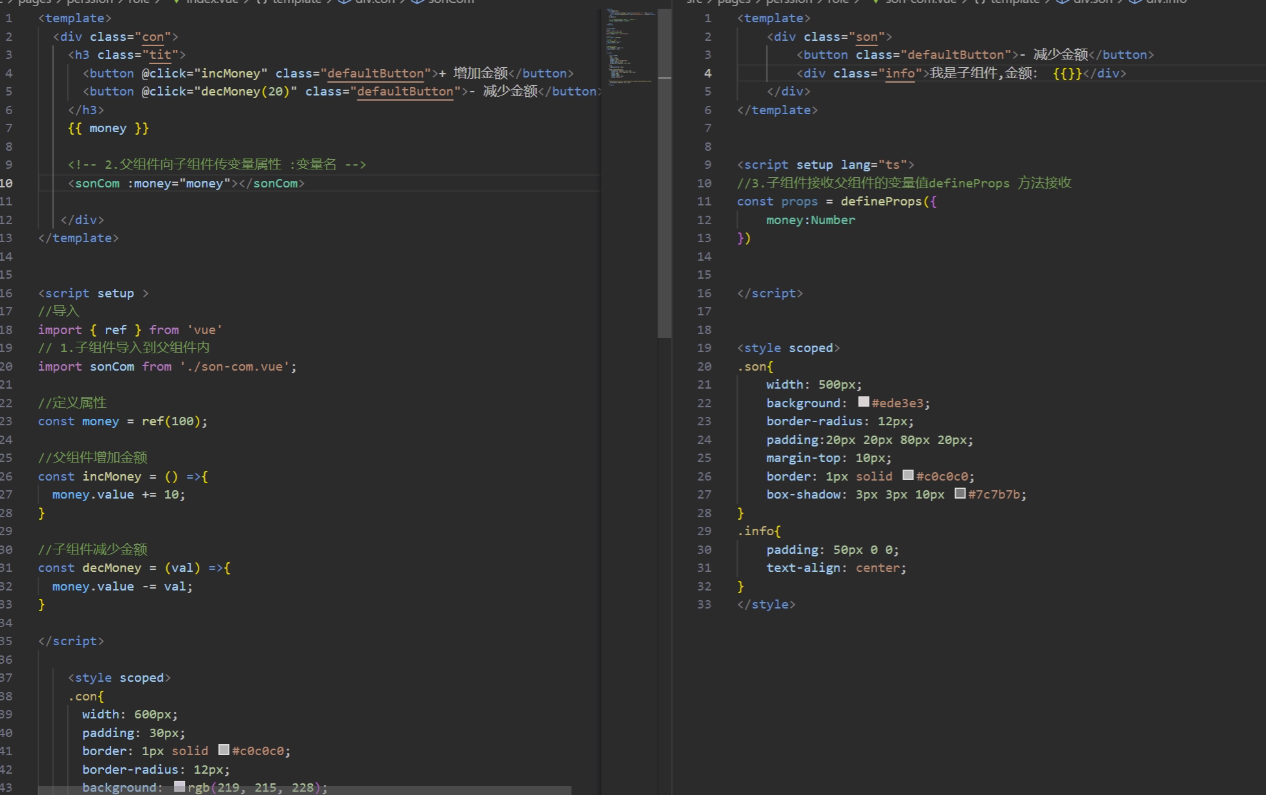 pages > perssion > role > index.vue > {} template > div.con > sonCom
1 <template>
2 <div class="con">
3 <h3 class="tit">
4 <button @click="incMoney" class="defaultButton">+ 增加金额</button>
5 <button @click="decMoney(20)" class="defaultButton">- 减少金额</button>
6 </h3>
7 {{ money }}
8
9 <!-- 2.父组件向子组件传变量属性 :变量名 -->
10 <sonCom :money="money"></sonCom>
11
12 </div>
13 </template>
14
15
16 <script setup >
17 //导入
18 import { ref } from 'vue'
19 // 1.子组件导入到父组件内
20 import sonCom from './son-com.vue';
21
22 //定义属性
23 const money = ref(100);
24
25 //父组件增加金额
26 const incMoney = () =>{
27 money.value += 10;
28 }
29
30 //子组件减少金额
31 const decMoney = (val) =>{
32 money.value -= val;
33 }
34
35 </script>
36
37 <style scoped>
38 .con{
39 width: 600px;
40 padding: 30px;
41 border: 1px solid #c0c0c0;
42 border-radius: 12px;
43 background: rgb(219, 215, 228);
src > pages > perssion > role > son-com.vue > {} template > div.son > div.info
1 <template>
2 <div class="son">
3 <button class="defaultButton">- 减少金额</button>
4 <div class="info">我是子组件,金额: {{}}</div>
5 </div>
6 </template>
7
8
9 <script setup lang="ts">
10 //3.子组件接收父组件的变量值defineProps 方法接收
11 const props = defineProps({
12 money:Number
13 })
14
15
16 </script>
17
18
19 <style scoped>
20 .son{
21 width: 500px;
22 background: #ede3e3;
23 border-radius: 12px;
24 padding:20px 20px 80px 20px;
25 margin-top: 10px;
26 border: 1px solid #c0c0c0;
27 box-shadow: 3px 3px 10px #7c7b7b;
28 }
29 .info{
30 padding: 50px 0 0;
31 text-align: center;
32 }
33 </style>